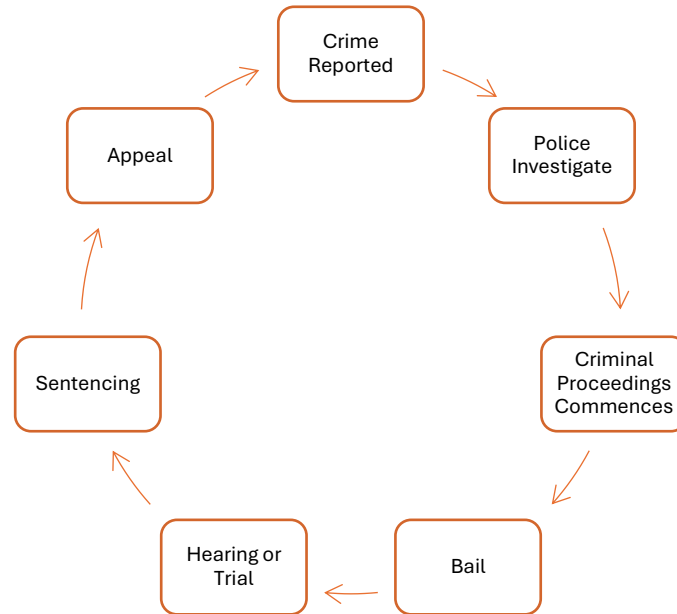 Crime
Reported
Police
Investigate
Criminal
Proceedings
Commences
Bail
Hearing or
Trial
Sentencing
Appeal